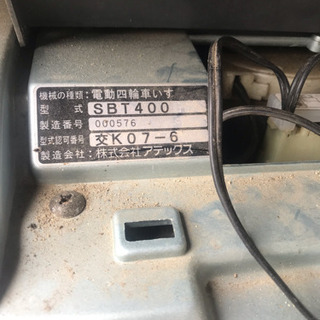 機械の種類：電動四輪車いす
型式 SBT400
製造番号 000576
型式認可番号 交K07-6
製造者：株式会社アテックス